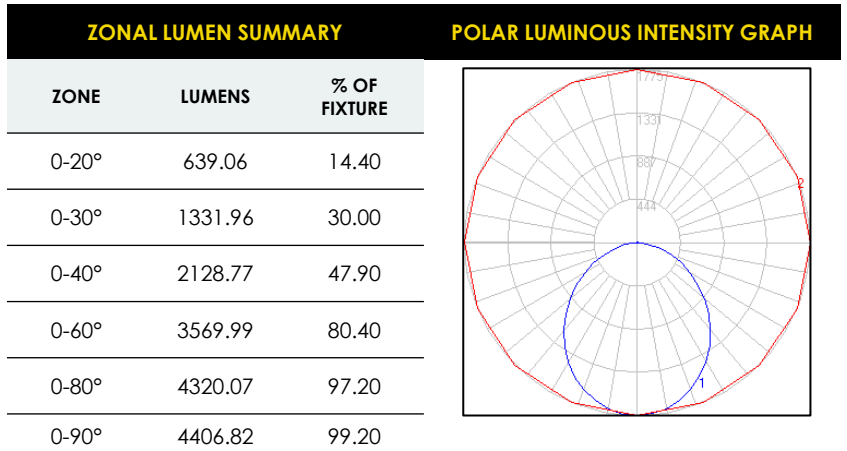 ZONAL LUMEN SUMMARY
POLAR LUMINOUS INTENSITY GRAPH
ZONE LUMENS % OF FIXTURE
0-20° 639.06 14.40
0-30° 1331.96 30.00
0-40° 2128.77 47.90
0-60° 3569.99 80.40
0-80° 4320.07 97.20
0-90° 4406.82 99.20
1775
1331
887
444
2
1